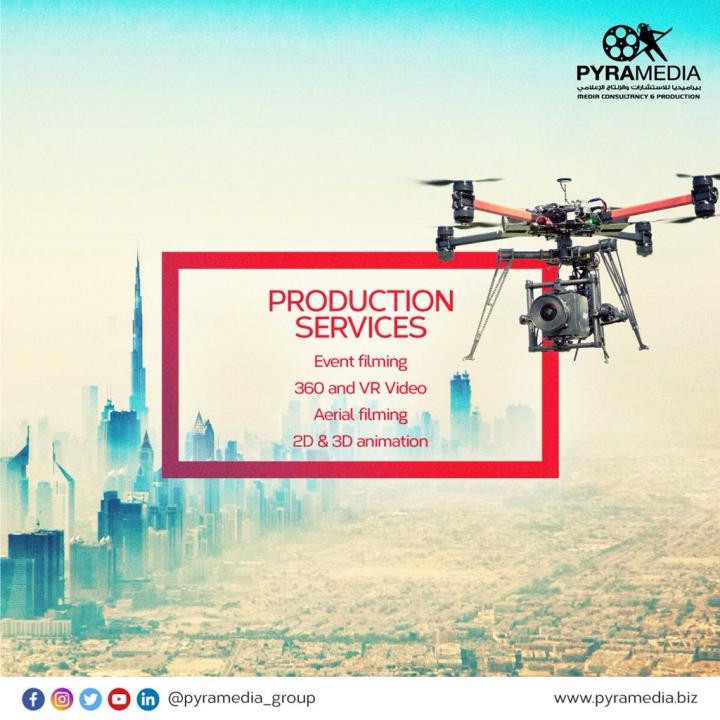 PYRAMEDIA
بيراميديا للاستشارات والإنتاج الإعلامي
MEDIA CONSULTANCY & PRODUCTION
PRODUCTION
SERVICES
Event filming
360 and VR Video
Aerial filming
2D & 3D animation
@pyramedia_group
www.pyramedia.biz